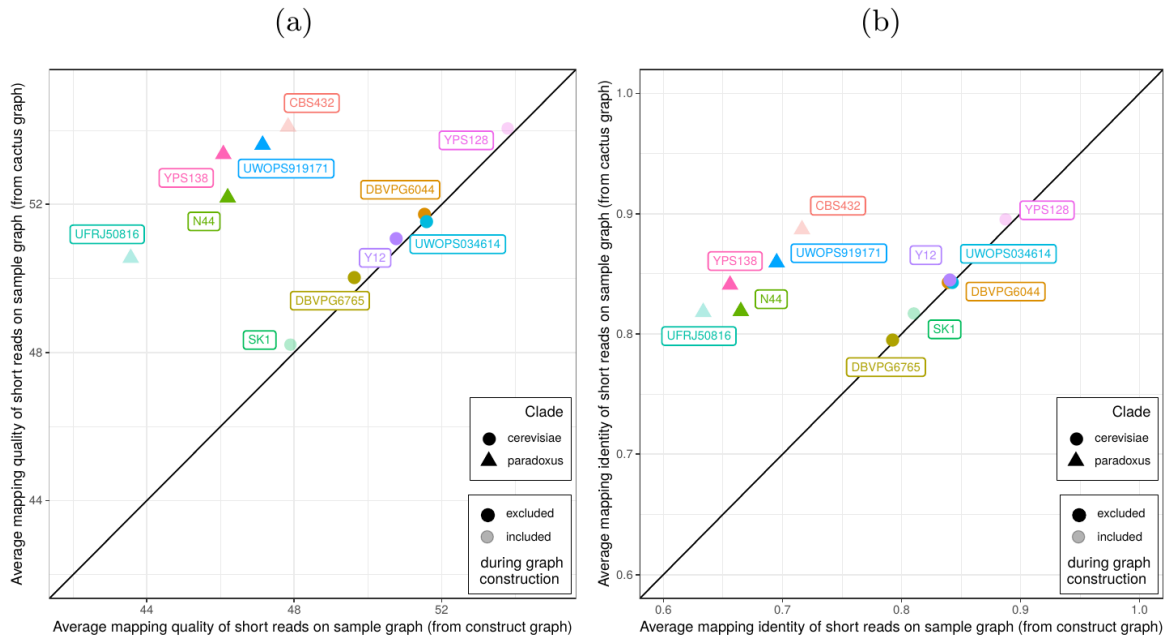 (a)
Average mapping quality of short reads on sample graph (from cactus graph)
CBS432
YPS128
UWOPS919171
YPS138
DBVPG6044
N44
UFRJ50816
UWOPS034614
Y12
DBVPG6765
SK1
52
48
44
Clade
cerevisiae
paradoxus
excluded
included
during graph
construction
44
48
52
Average mapping quality of short reads on sample graph (from construct graph)
(b)
Average mapping identity of short reads on sample graph (from cactus graph)
1.0
0.9
0.8
0.7
0.6
CBS432
YPS128
UWOPS919171
Y12
UWOPS034614
YPS138
DBVPG6044
N44
SK1
UFRJ50816
DBVPG6765
Clade
cerevisiae
paradoxus
excluded
included
during graph
construction
0.6
0.7
0.8
0.9
1.0
Average mapping identity of short reads on sample graph (from construct graph)